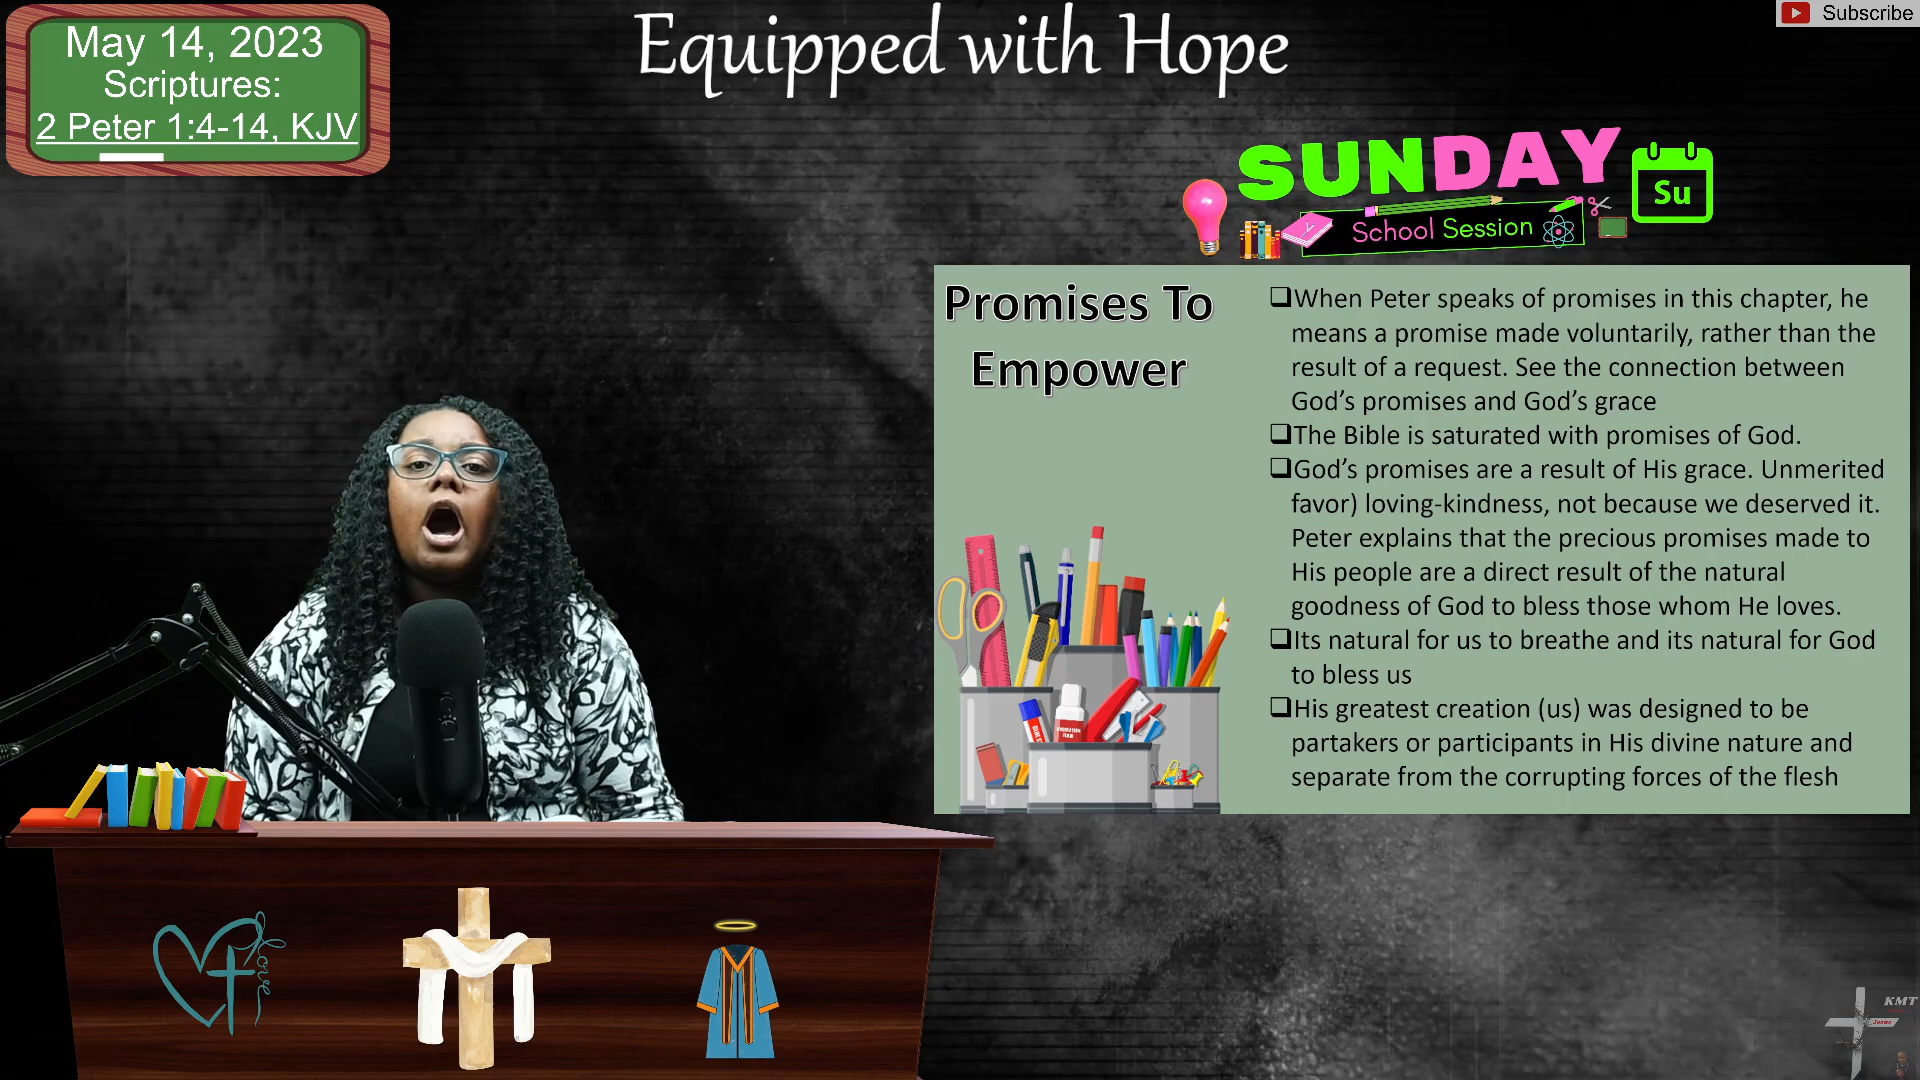 May 14, 2023
Scriptures:
2 Peter 1:4-14, KJV
Equipped with Hope
Subscribe
SUNDAY
Su
School Session
Promises To
Empower
❑When Peter speaks of promises in this chapter, he
means a promise made voluntarily, rather than the
result of a request. See the connection between
God’s promises and God’s grace
❑The Bible is saturated with promises of God.
❑God’s promises are a result of His grace. Unmerited
favor) loving-kindness, not because we deserved it.
Peter explains that the precious promises made to
His people are a direct result of the natural
goodness of God to bless those whom He loves.
❑Its natural for us to breathe and its natural for God
to bless us
❑His greatest creation (us) was designed to be
partakers or participants in His divine nature and
separate from the corrupting forces of the flesh
Love
KMT